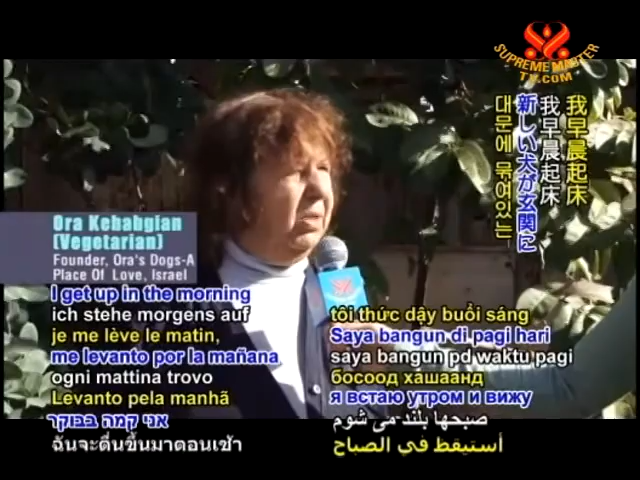 SUPREME MASTER
TV.COM
我早晨起床
我早晨起床
新しい犬が玄関に
대문에 묶여있는
Ora Kebabgian
(Vegetarian)
Founder, Ora's Dogs-A
Place Of Love, Israel
I get up in the morning
ich stehe morgens auf
je me lève le matin,
me levanto por la mañana
ogni mattina trovo
Levanto pela manhã
אני קמה בבוקר
ฉันจะตื่นขึ้นมาตอนเช้า
tôi thức dậy buổi sáng
Saya bangun di pagi hari
saya bangun pd waktu pagi
босоод хашаанд
я встаю утром и вижу
صبحها بلند می شوم
أستيقظ في الصباح